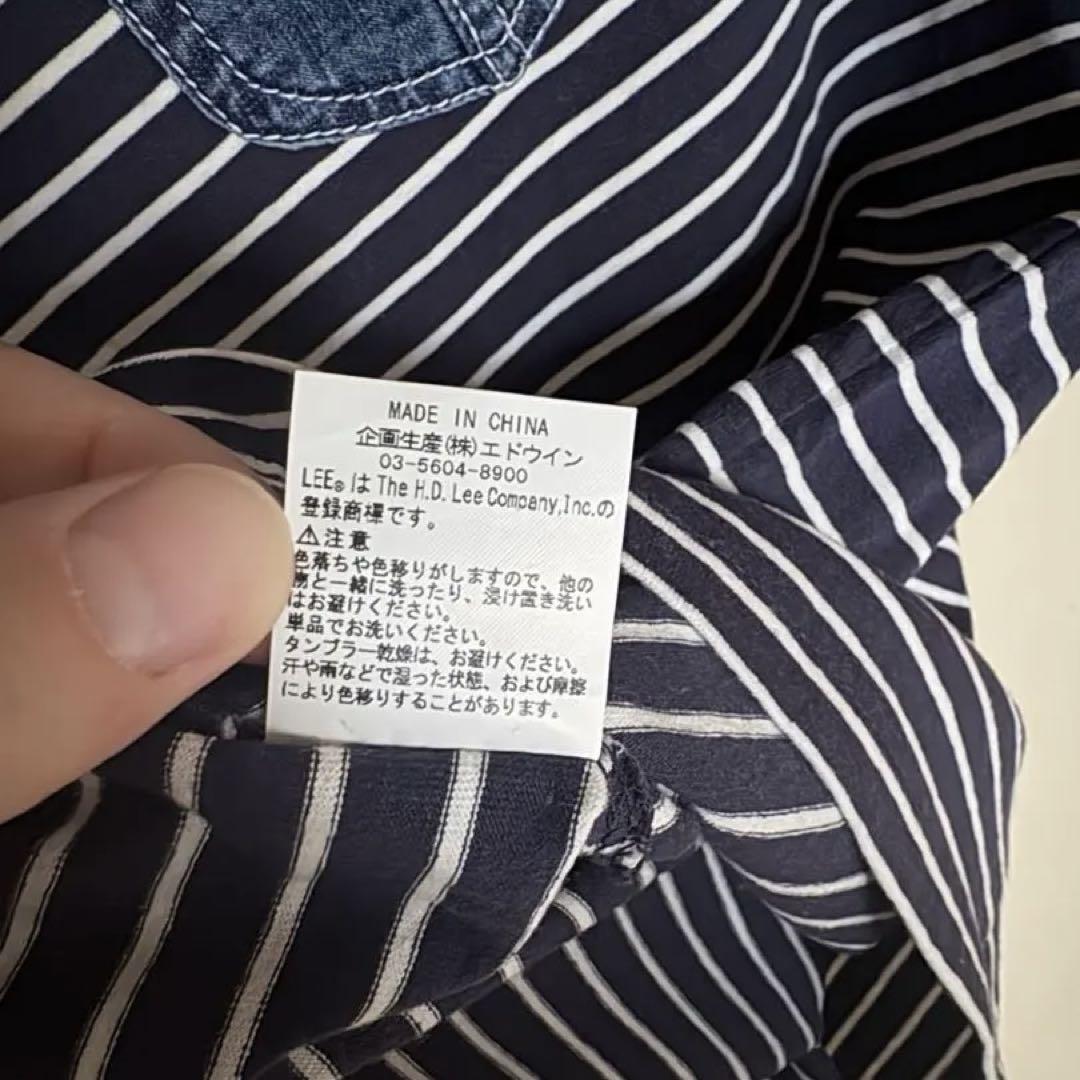 MADE IN CHINA
企画生産(株)エドウイン
03-5604-8900
LEE®は The H.D. Lee Company,Inc.の
登録商標です。
⚠注意
色落ちや色移りがしますので、他の
物と一緒に洗ったり、浸け置き洗い
はお避けください。
単品でお洗いください。
タンブラー乾燥は、お避けください。
汗や雨などで湿った状態、および摩擦
により色移りすることがあります。